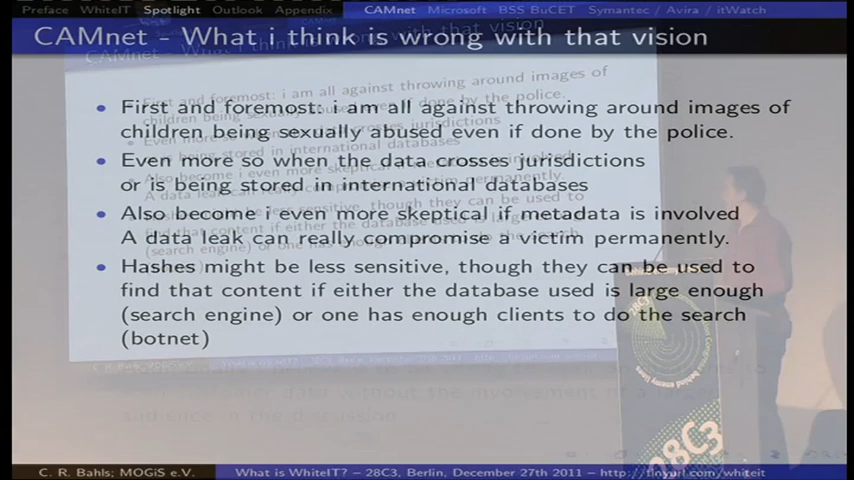 Preface WhiteIT Spotlight Outlook Appendix CAMnet Microsoft BSS BuCET Symantec / Avira / itWatch
CAMnet - What i think is wrong with that vision
First and foremost: i am all against throwing around images of
children being sexually abused even if done by the police.
Even more so when the data crosses jurisdictions
or is being stored in international databases
Also become i even more skeptical if metadata is involved
A data leak can really compromise a victim permanently.
Hashes might be less sensitive, though they can be used to
find that content if either the database used is large enough
(search engine) or one has enough clients to do the search
(botnet)
28C3
behind enemy lines
28C3
C. R. Bahls; MOGiS e.V. What is WhiteIT? – 28C3, Berlin, December 27th 2011 – http://tinyurl.com/whiteit